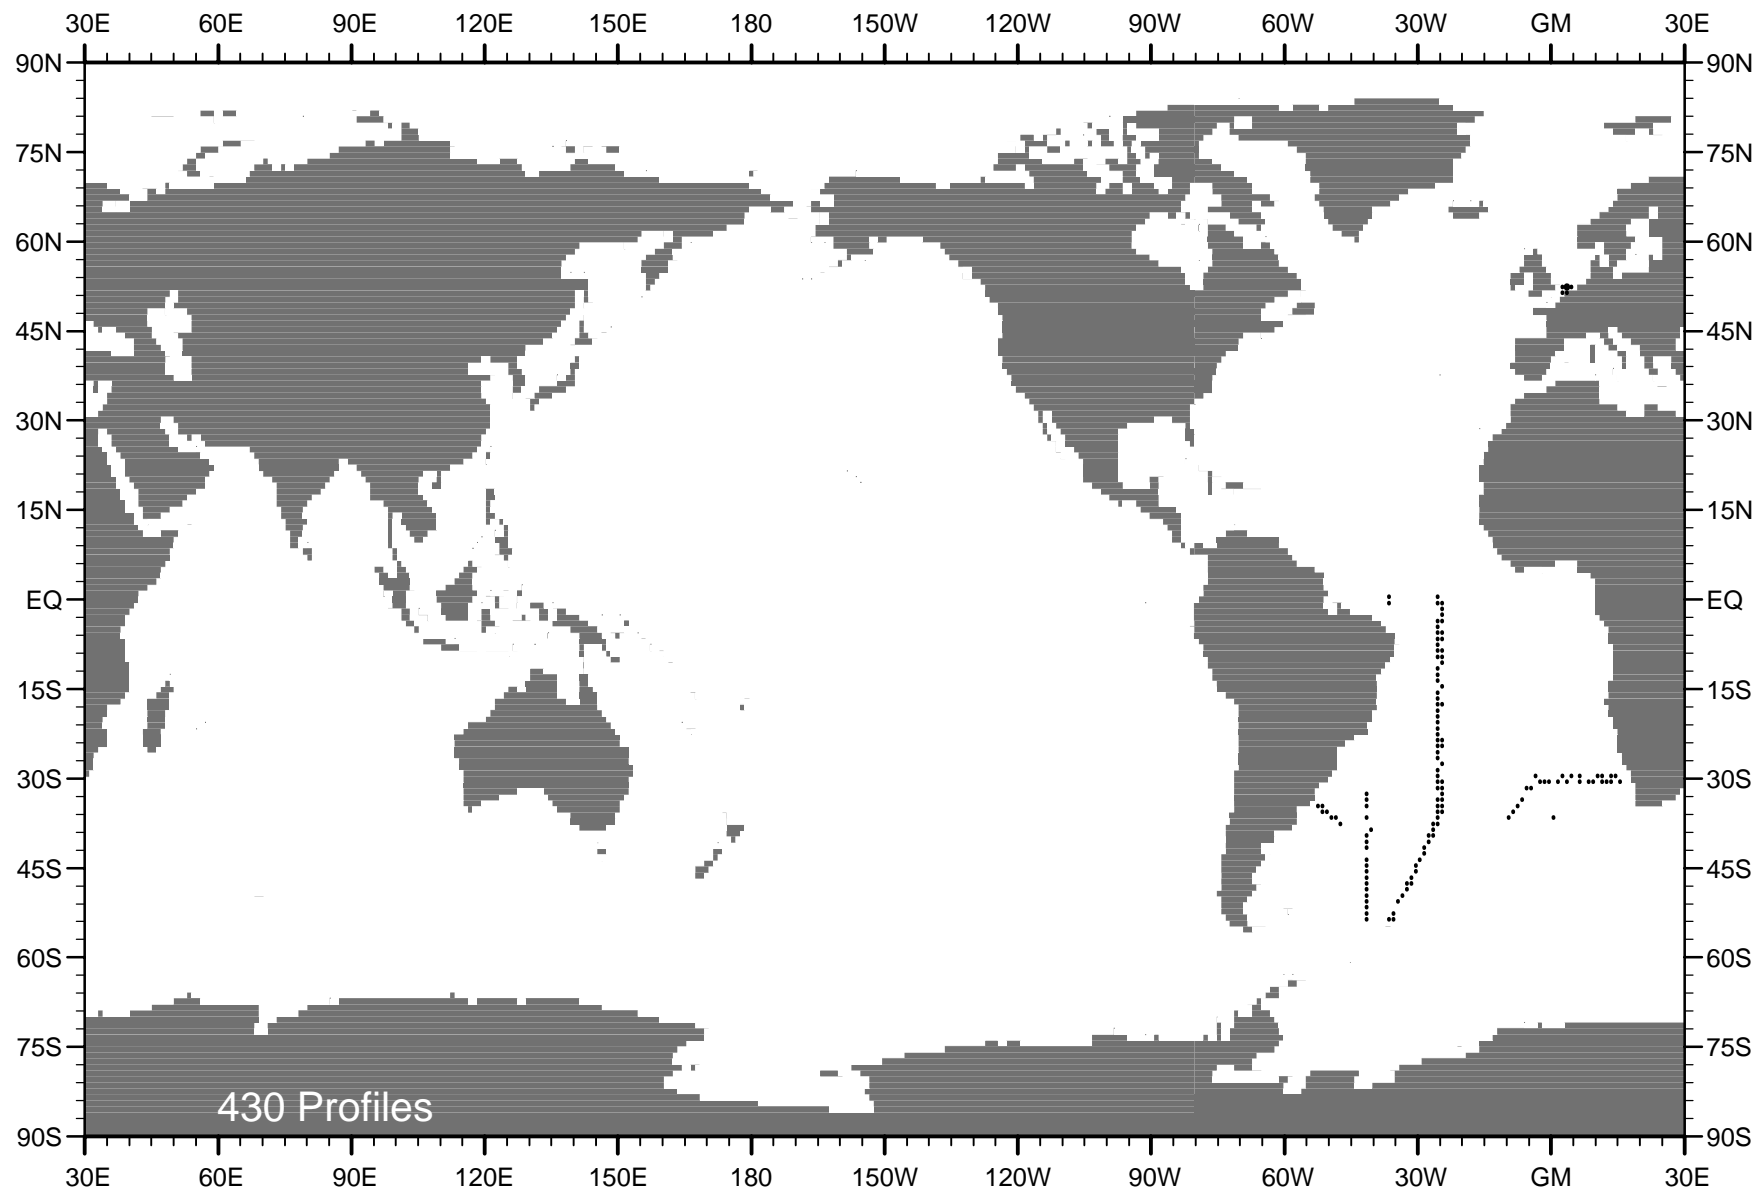 30E 60E 90E 120E 150E 180 150W 120W 90W 60W 30W GM 30E
90N 90N
75N 75N
60N 60N
45N 45N
30N 30N
15N 15N
EQ EQ
15S 15S
30S 30S
45S 45S
60S 60S
75S 75S
430 Profiles
90S 90S
30E 60E 90E 120E 150E 180 150W 120W 90W 60W 30W GM 30E